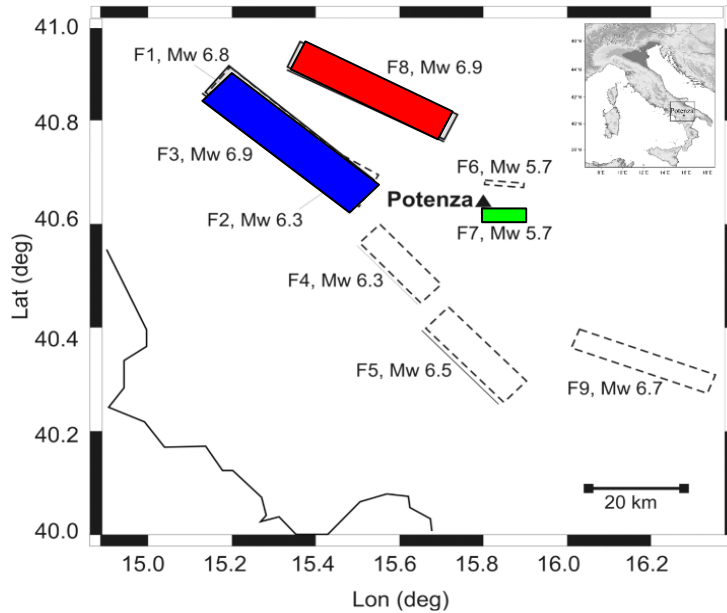 41.0
F1, Mw 6.8
F8, Mw 6.9
40.8
F3, Mw 6.9
F6, Mw 5.7
F2, Mw 6.3
Potenza
40.6
F7, Mw 5.7
F4, Mw 6.3
Lat (deg)
40.4
F5, Mw 6.5
F9, Mw 6.7
40.2
20 km
40.0
15.0
15.2
15.4
15.6
15.8
16.0
16.2
Lon (deg)
Potenza